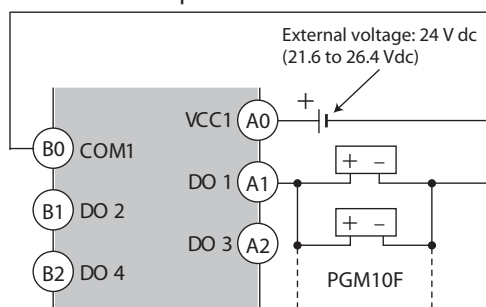 External voltage: 24 V dc
(21.6 to 26.4 Vdc)
+
VCC1 A0
B0 COM1
DO 1 A1
+ -
B1 DO 2
DO 3 A2
+ -
B2 DO 4
PGM10F